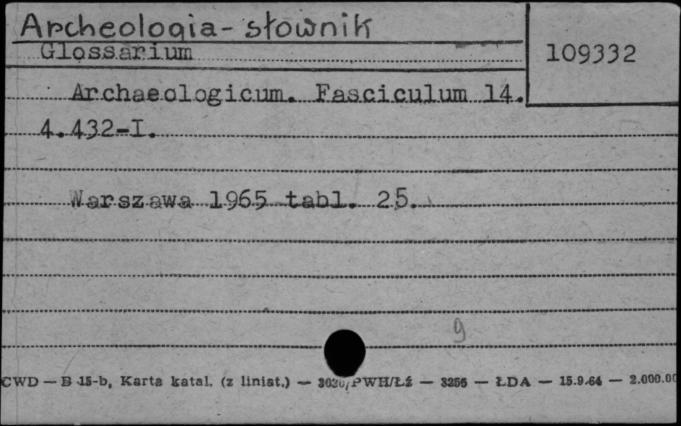 Archeologia - słownik
Glossarium
109332
Archaeologicum. Fasciculum 14.
4.432-I.
Warszawa 1965 tabl. 25.
9
CWD — B 15-b, Karta katal. (z liniat.) — PWH/Łź — 3256 — ŁDA — 15.9.64 — 2.000.00